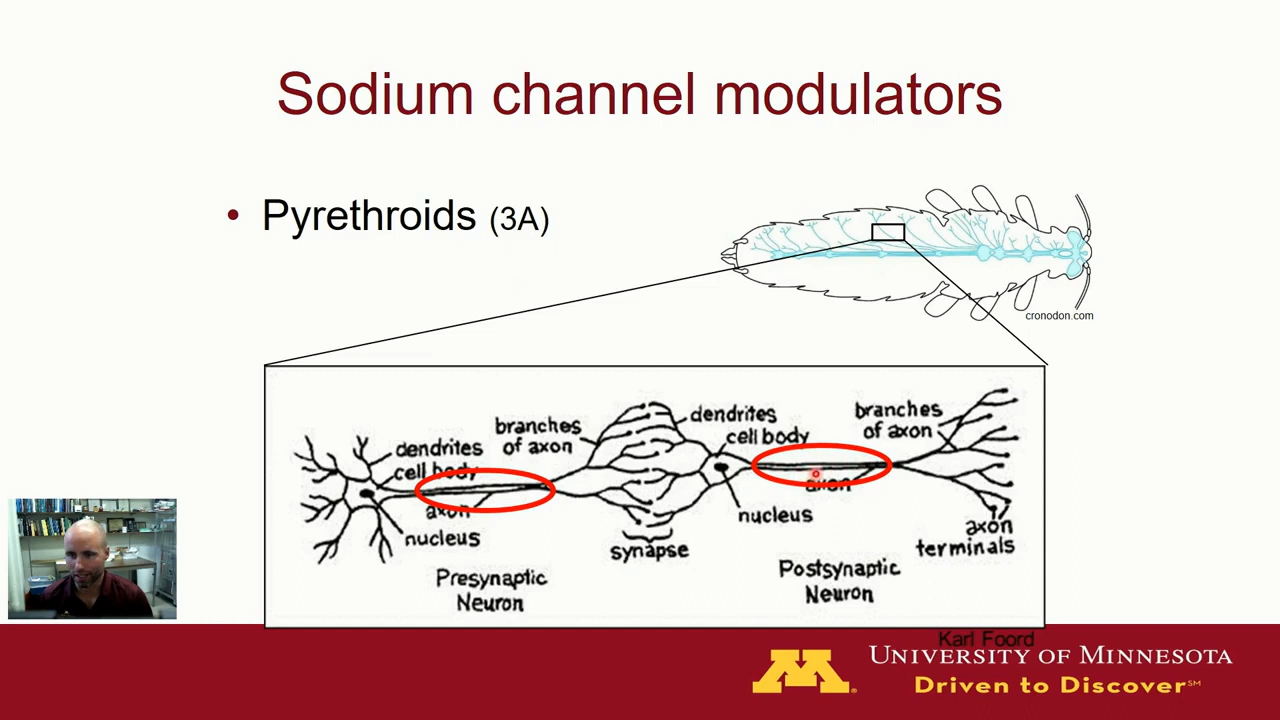 Sodium channel modulators
• Pyrethroids (3A)
cronodon.com
dendrites
cell body
axon
nucleus
branches
of axon
synapse
Presynaptic
Neuron
dendrites
cell body
axon
nucleus
branches
of axon
axon
terminals
Postsynaptic
Neuron
Karl Foord
M
UNIVERSITY OF MINNESOTA
Driven to Discover℠